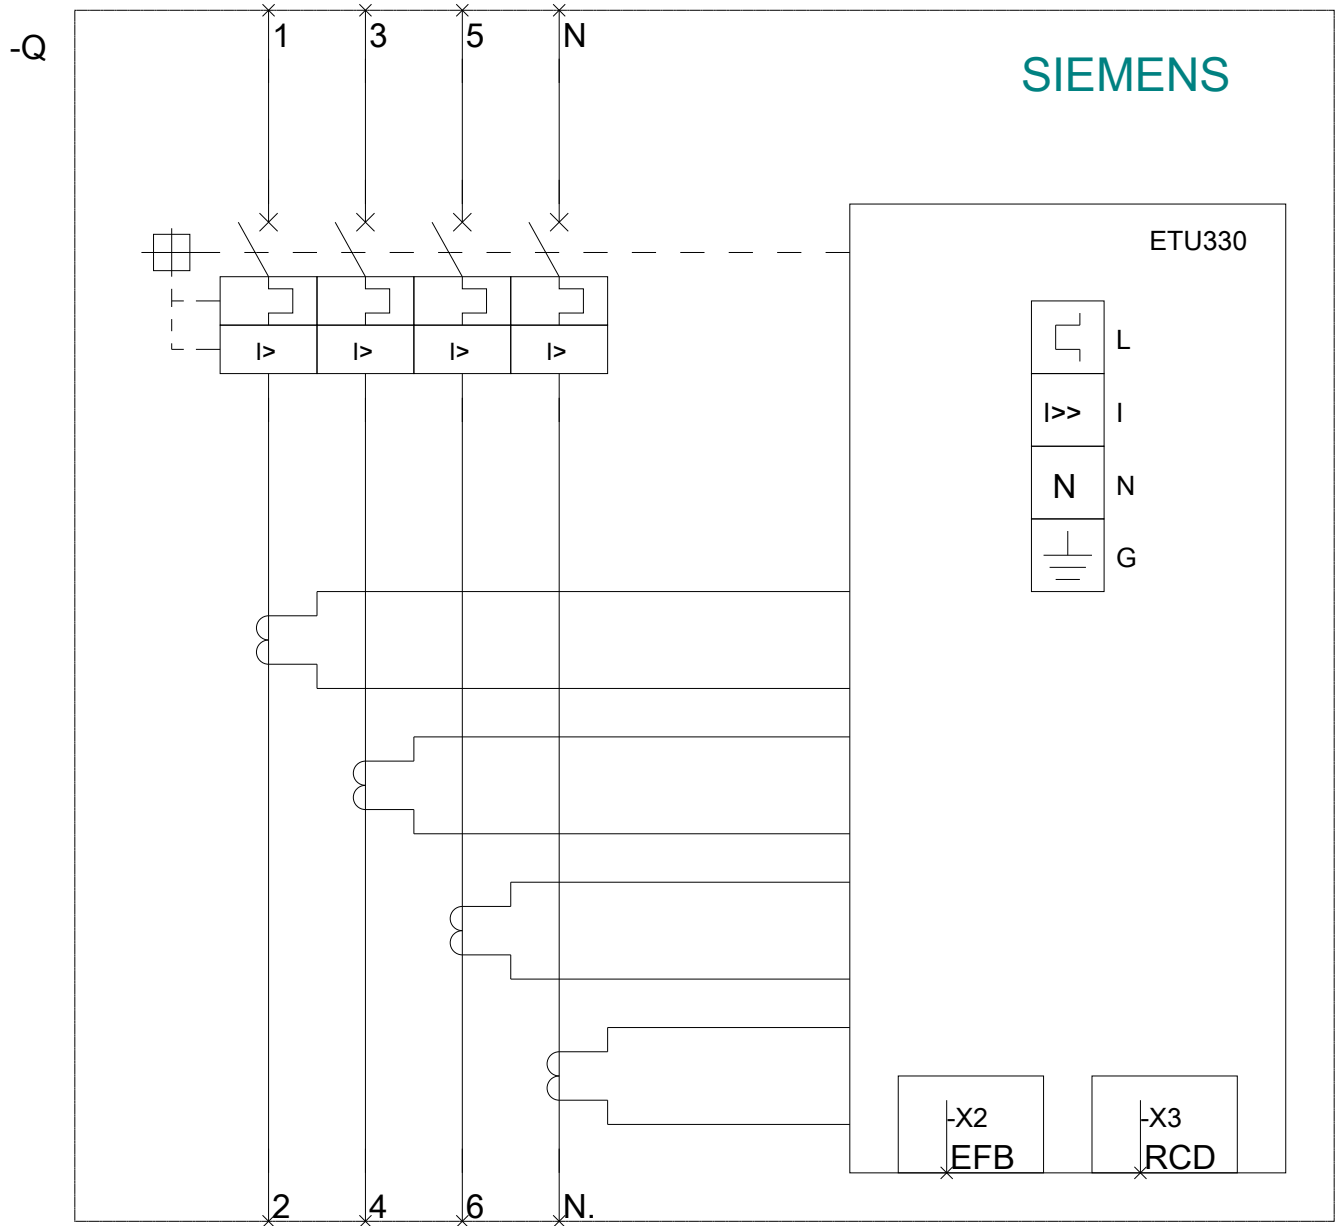 1 3 5 N
-Q
SIEMENS
ETU330
I> I> I> I>
L
I>> I
N N
G
-X2 -X3
EFB RCD
2 4 6 N.